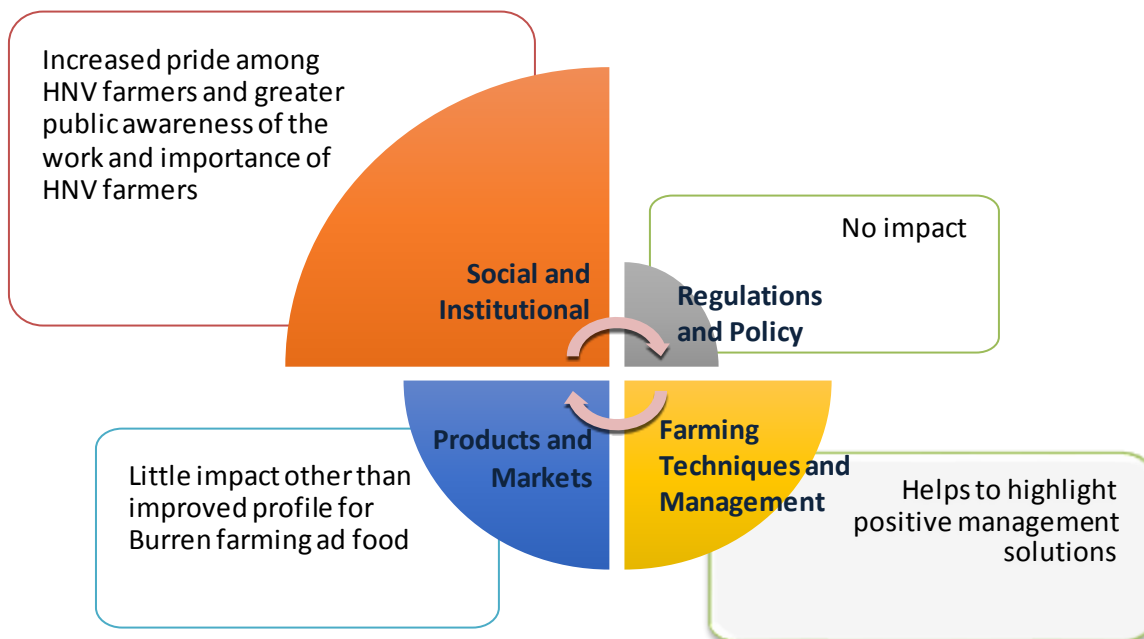 Increased pride among
HNV farmers and greater
public awareness of the
work and importance of
HNV farmers
Social and
Institutional
No impact
Regulations
and Policy
Products and
Markets
Little impact other than
improved profile for
Burren farming ad food
Farming
Techniques and
Management
Helps to highlight
positive management
solutions